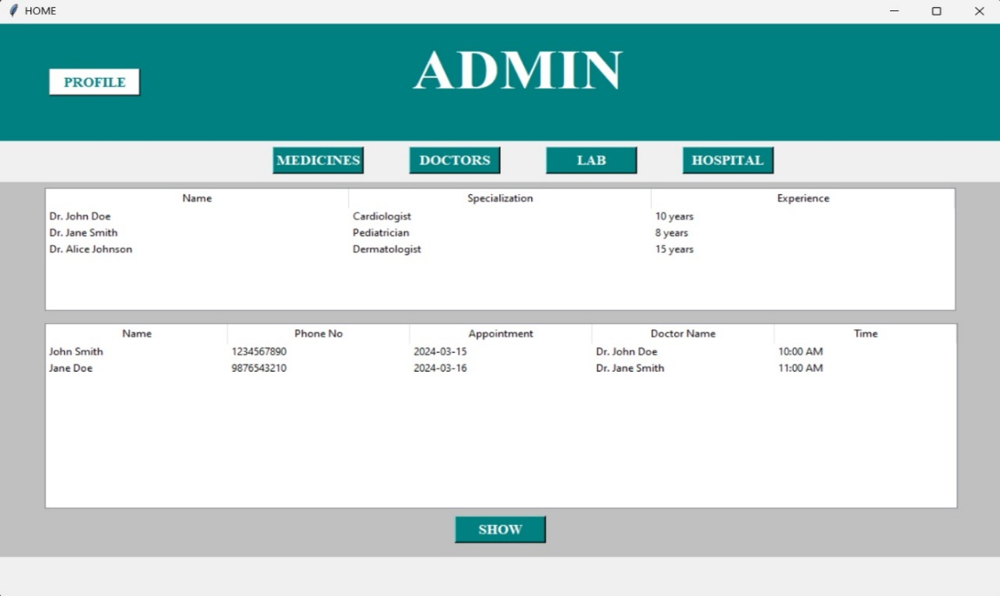 HOME
ADMIN
PROFILE
MEDICINES DOCTORS LAB HOSPITAL
Name Specialization Experience
Dr. John Doe Cardiologist 10 years
Dr. Jane Smith Pediatrician 8 years
Dr. Alice Johnson Dermatologist 15 years
Name Phone No Appointment Doctor Name Time
John Smith 1234567890 2024-03-15 Dr. John Doe 10:00 AM
Jane Doe 9876543210 2024-03-16 Dr. Jane Smith 11:00 AM
SHOW